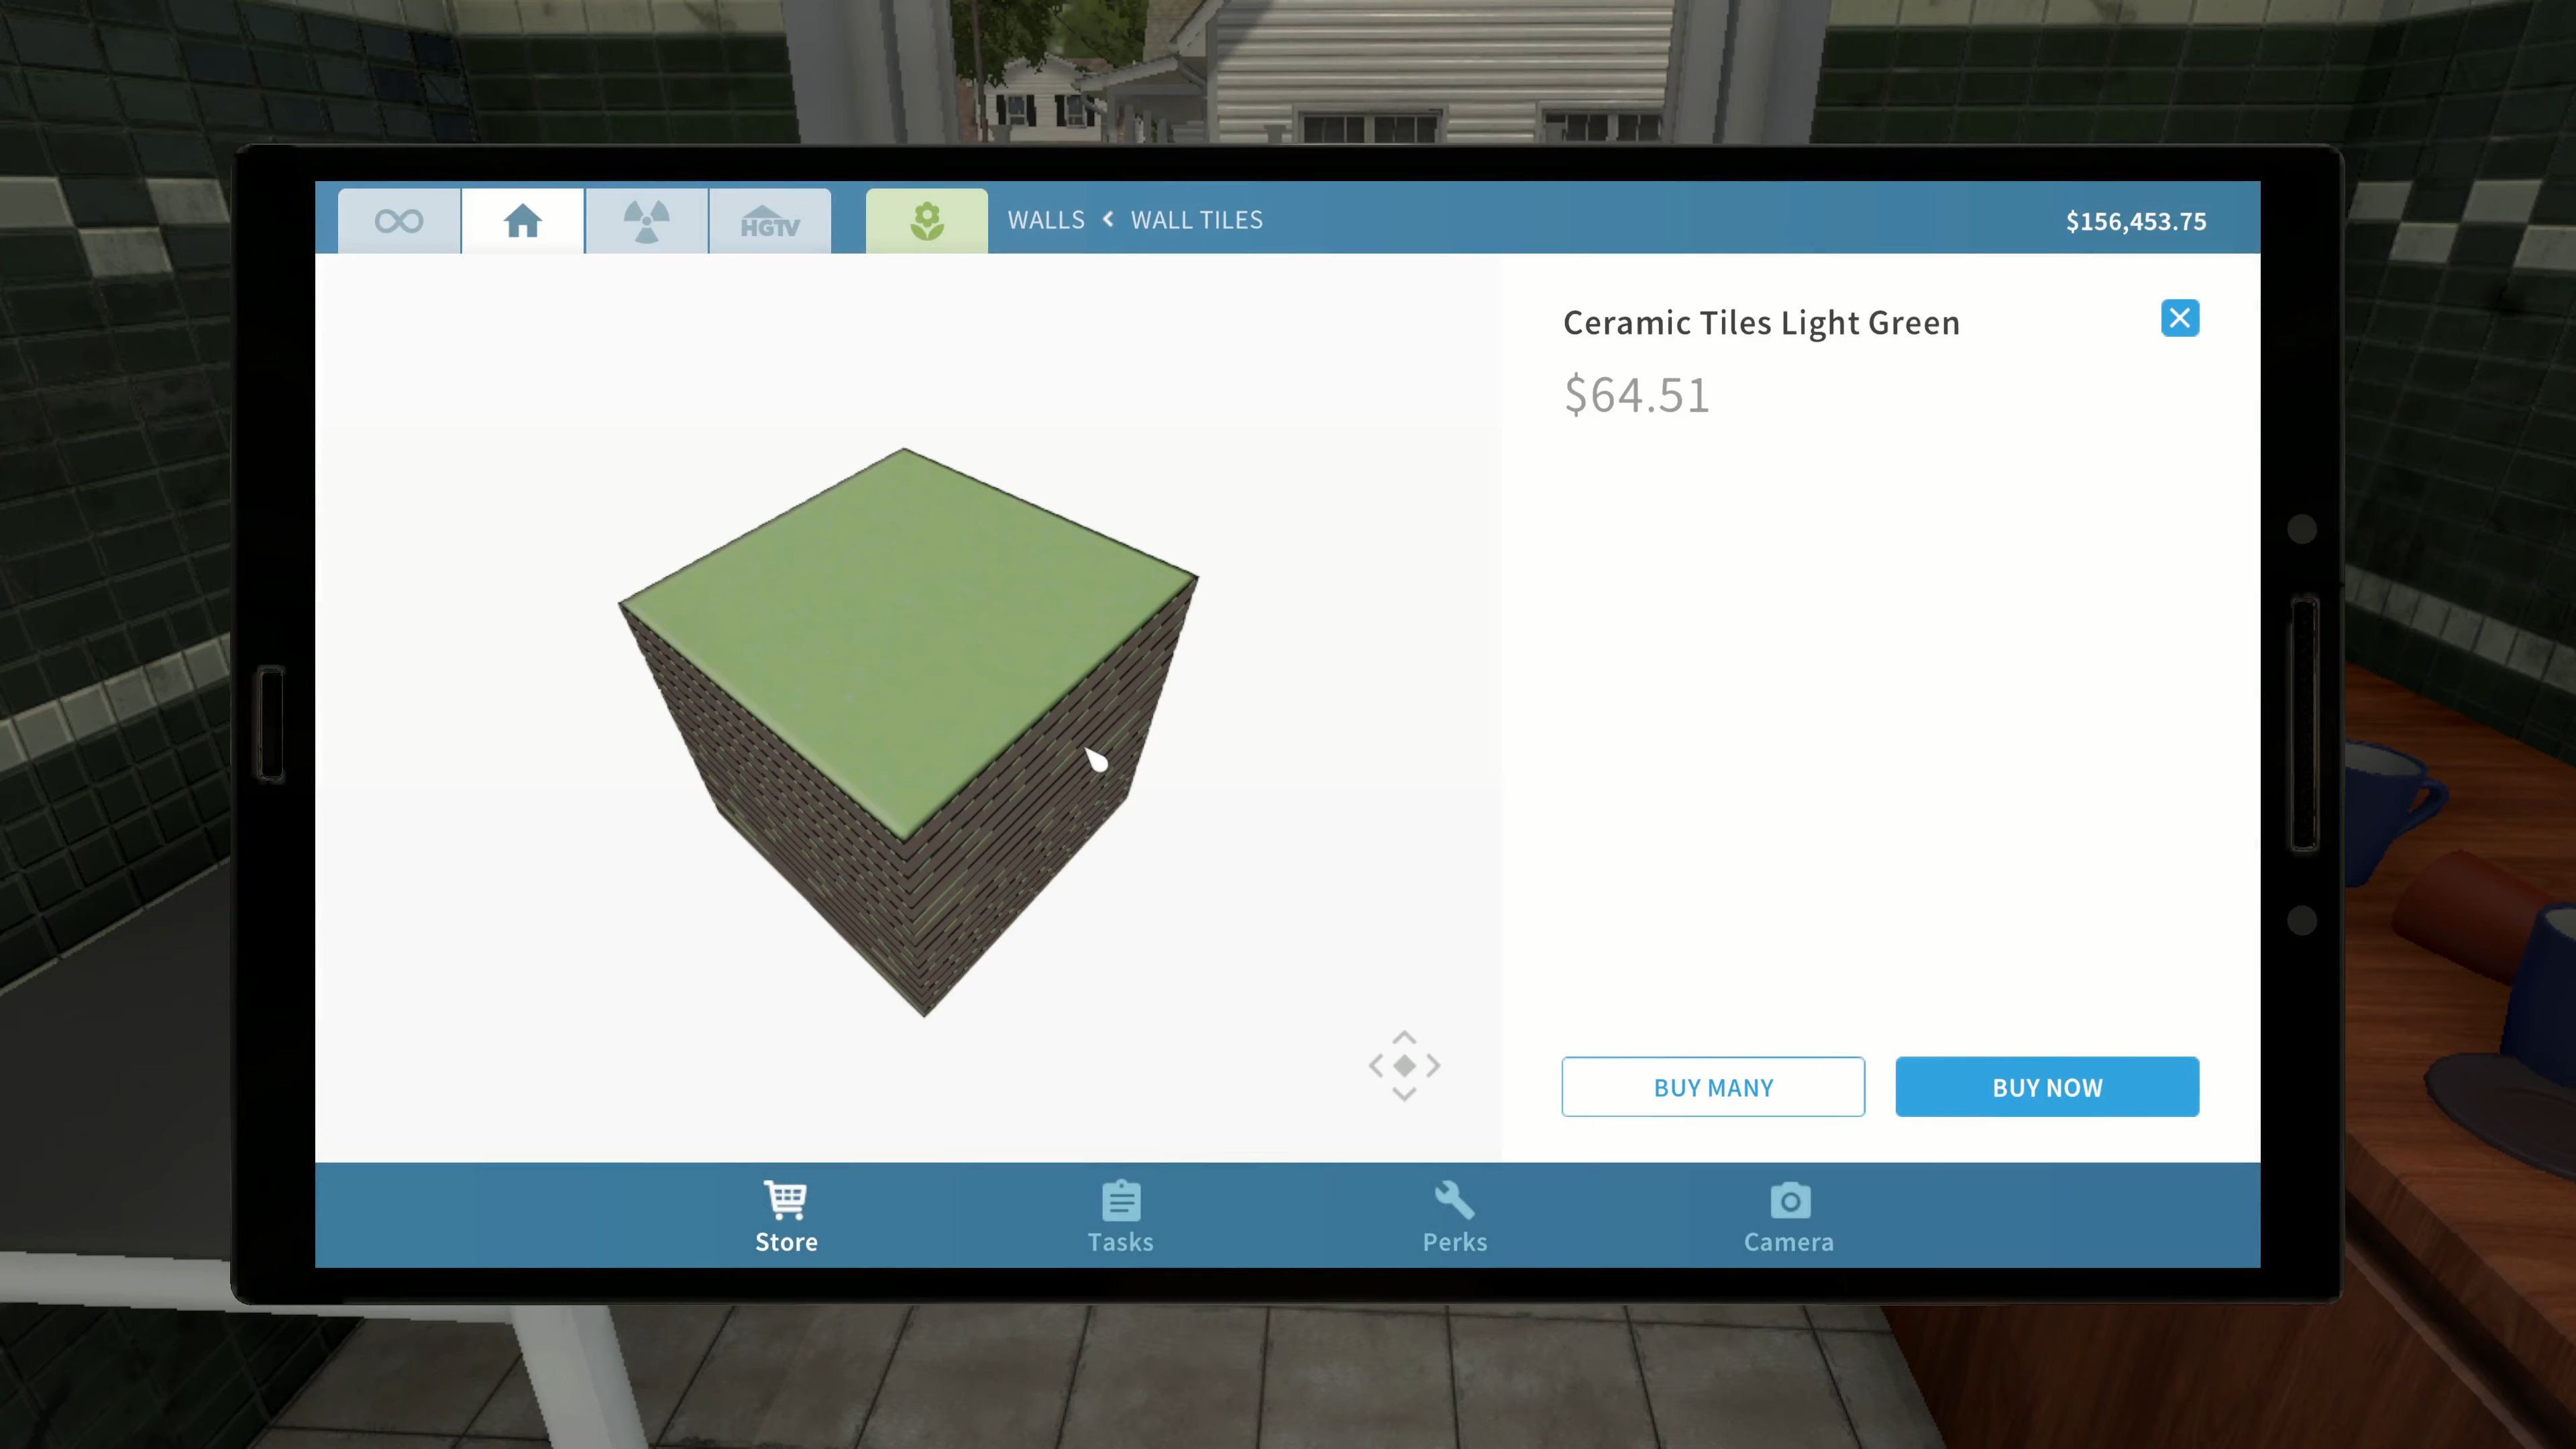 HGTV
WALLS < WALL TILES
$156,453.75
Ceramic Tiles Light Green
$64.51
BUY MANY
BUY NOW
Store
Tasks
Perks
Camera